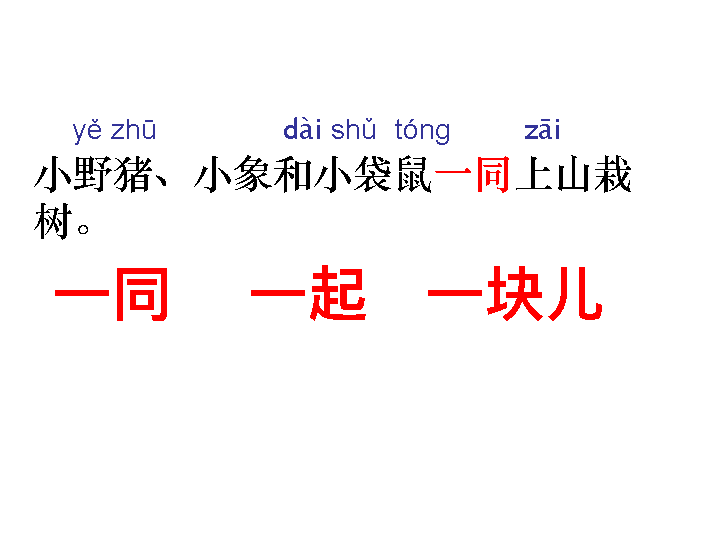 yě zhū dài shǔ tóng zāi
小野猪、小象和小袋鼠一同上山栽
树。
一同 一起 一块儿